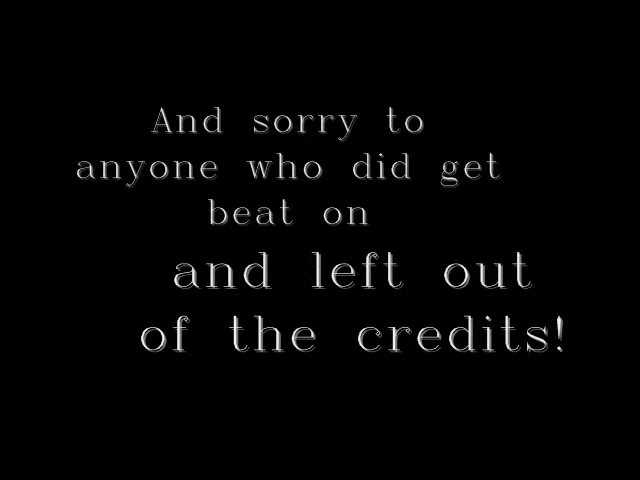 And sorry to
anyone who did get
beat on
and left out
of the credits!